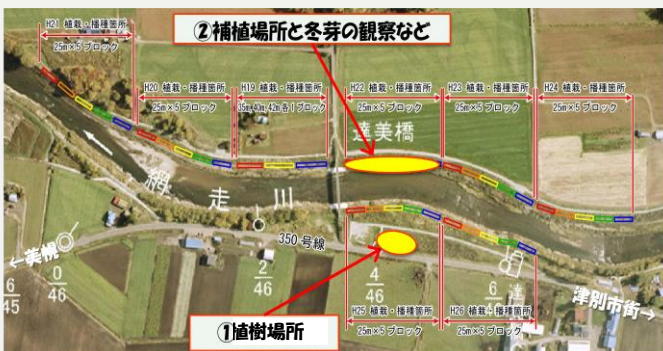 ②補植場所と冬芽の観察など
H21 植栽・播種箇所
25m×5 ブロック
H20 植栽・播種箇所
25m×5 ブロック
H19 植栽・播種箇所
35m,40m,42m各1ブロック
H22 植栽・播種箇所
25m×5 ブロック
H23 植栽・播種箇所
25m×5 ブロック
H24 植栽・播種箇所
25m×5 ブロック
達美橋
網走川
350 号線
←美幌
0
46
6
45
2
46
4
46
6
達
津別市街→
H25 植栽・播種箇所
25m×5 ブロック
H26 植栽・播種箇所
25m×5 ブロック
①植樹場所